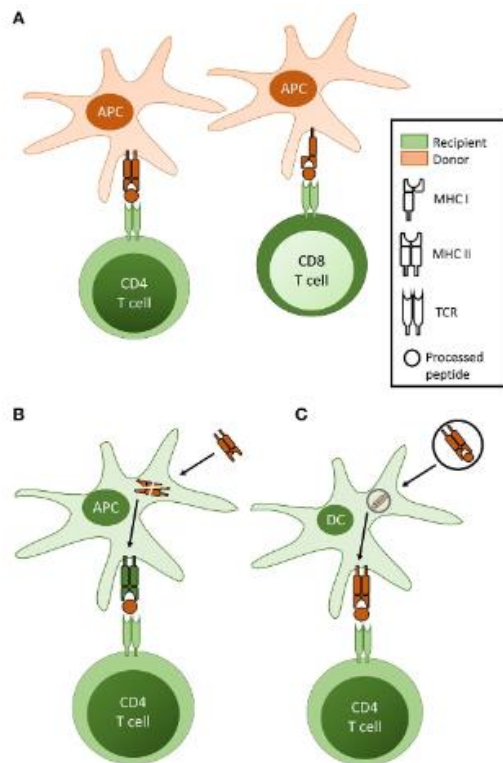 A
APC
APC
CD4
T cell
CD8
T cell
Recipient
Donor
MHC I
MHC II
TCR
Processed
peptide
B
APC
CD4
T cell
C
DC
CD4
T cell